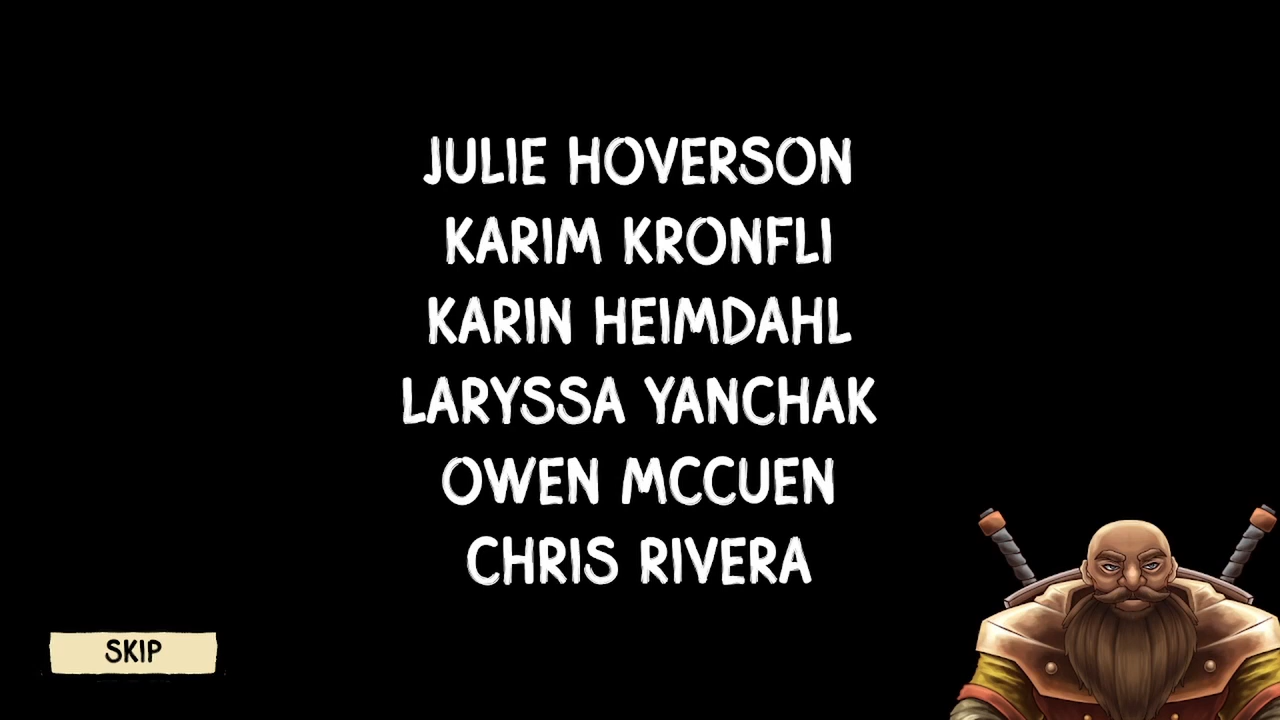 JULIE HOVERSON
KARIM KRONFLI
KARIN HEIMDAHL
LARYSSA YANCHAK
OWEN MCCUEN
CHRIS RIVERA
SKIP